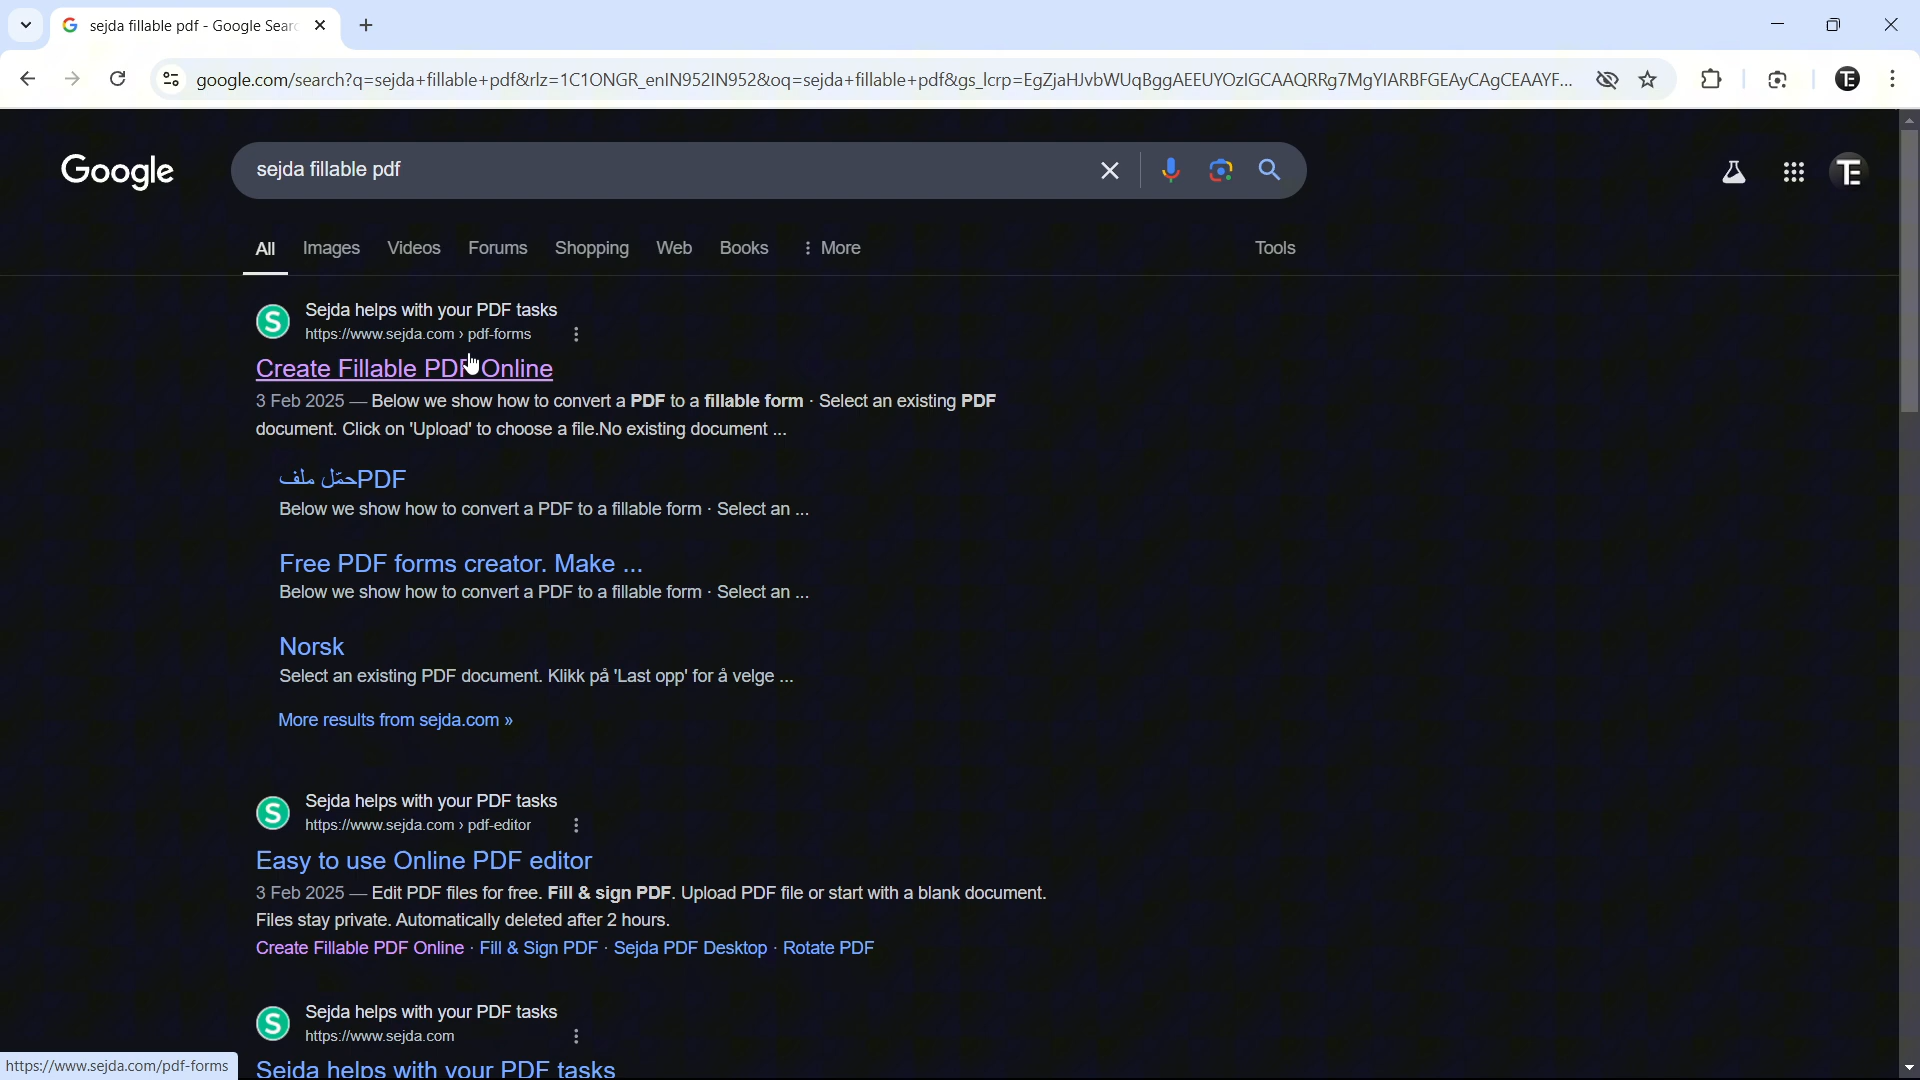 sejda fillable pdf - Google Sear
google.com/search?q=sejda+fillable+pdf&rlz=1C1ONGR_enIN952IN952&oq=sejda+fillable+pdf&gs_lcrp=EgZjaHJvbWUqBggAEEUYOzIGCAAQRRg7MgYIARBFGEAyCAgCEAAYF...
Google
sejda fillable pdf
All Images Videos Forums Shopping Web Books More Tools
Sejda helps with your PDF tasks
https://www.sejda.com › pdf-forms
Create Fillable PDF Online
3 Feb 2025 — Below we show how to convert a PDF to a fillable form · Select an existing PDF
document. Click on 'Upload' to choose a file.No existing document ...
حمّل ملف PDF
Below we show how to convert a PDF to a fillable form · Select an ...
Free PDF forms creator. Make ...
Below we show how to convert a PDF to a fillable form · Select an ...
Norsk
Select an existing PDF document. Klikk på 'Last opp' for å velge ...
More results from sejda.com »
Sejda helps with your PDF tasks
https://www.sejda.com › pdf-editor
Easy to use Online PDF editor
3 Feb 2025 — Edit PDF files for free. Fill & sign PDF. Upload PDF file or start with a blank document.
Files stay private. Automatically deleted after 2 hours.
Create Fillable PDF Online · Fill & Sign PDF · Sejda PDF Desktop · Rotate PDF
Sejda helps with your PDF tasks
https://www.sejda.com
Sejda helps with your PDF tasks
https://www.sejda.com/pdf-forms